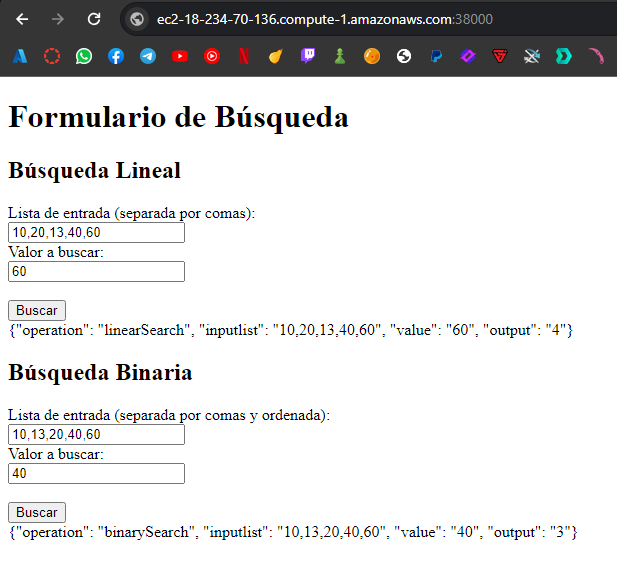 ec2-18-234-70-136.compute-1.amazonaws.com:38000
Formulario de Búsqueda
Búsqueda Lineal
Lista de entrada (separada por comas):
10,20,13,40,60
Valor a buscar:
60
Buscar
{"operation": "linearSearch", "inputlist": "10,20,13,40,60", "value": "60", "output": "4"}
Búsqueda Binaria
Lista de entrada (separada por comas y ordenada):
10,13,20,40,60
Valor a buscar:
40
Buscar
{"operation": "binarySearch", "inputlist": "10,13,20,40,60", "value": "40", "output": "3"}